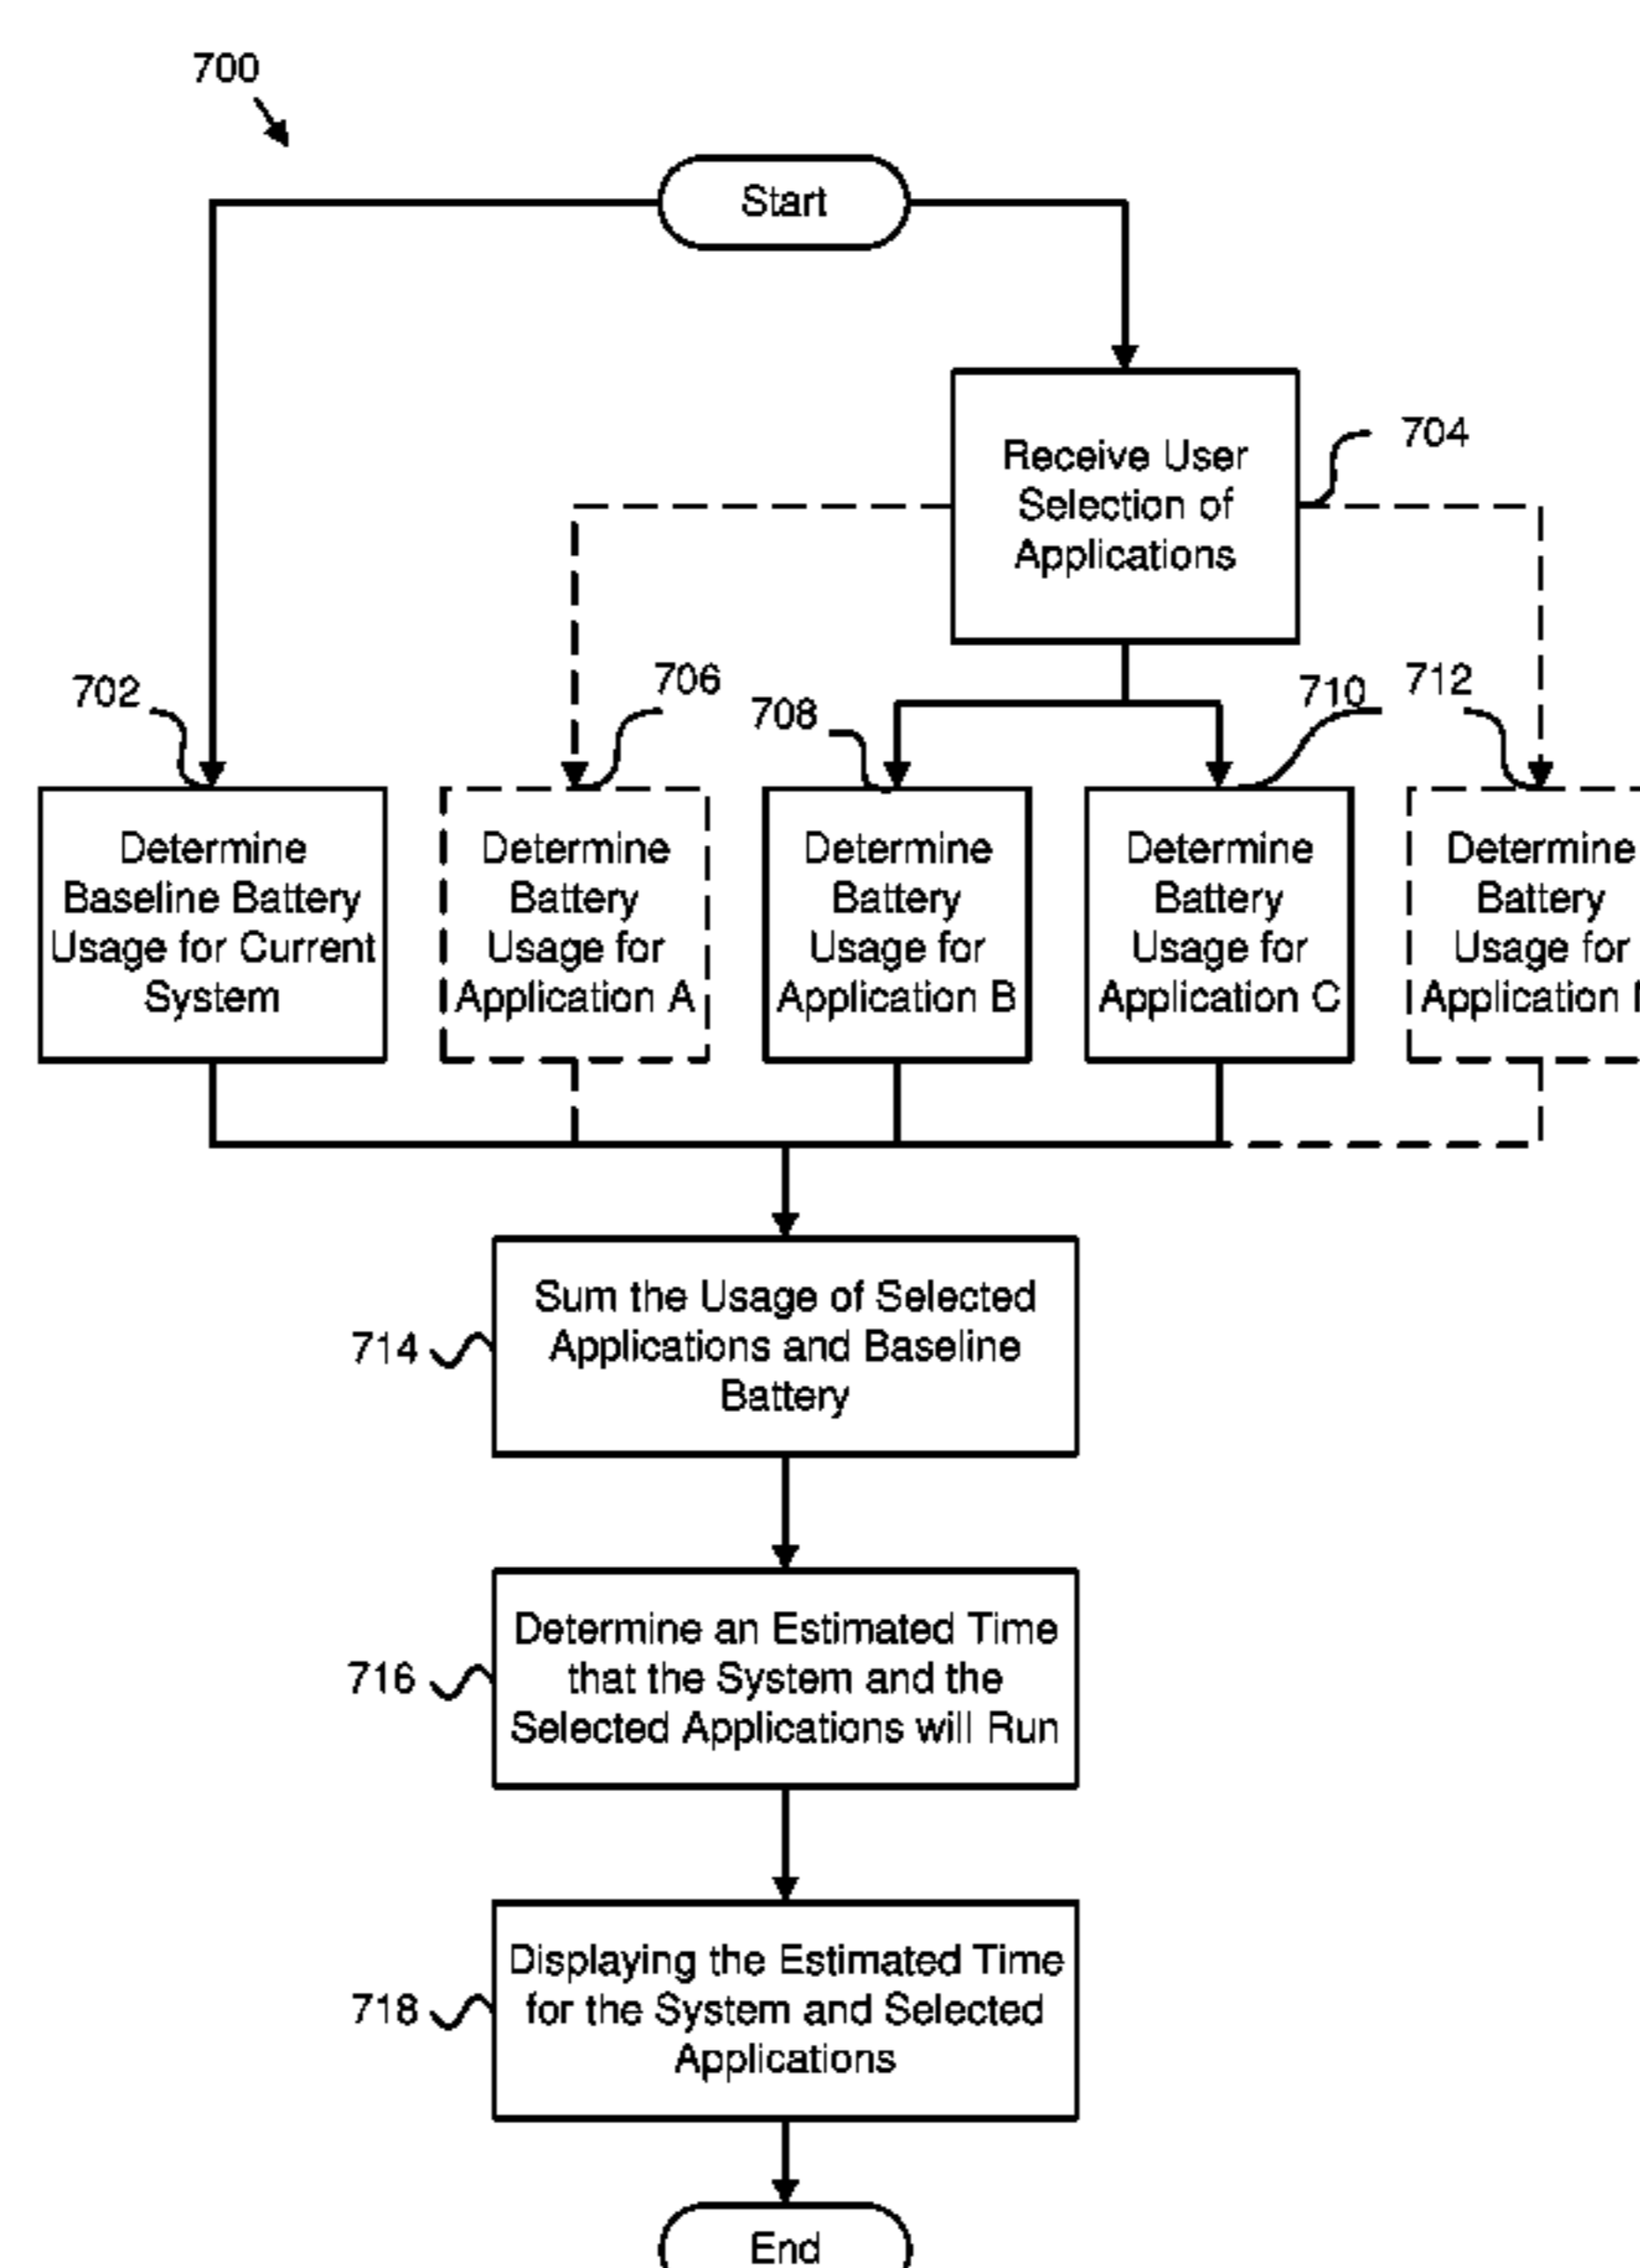 700
Start
Receive User
Selection of
Applications
704
702
706
708
710
712
Determine
Baseline Battery
Usage for Current
System
Determine
Battery
Usage for
Application A
Determine
Battery
Usage for
Application B
Determine
Battery
Usage for
Application C
Determine
Battery
Usage for
Application
Sum the Usage of Selected
Applications and Baseline
Battery
714
Determine an Estimated Time
that the System and the
Selected Applications will Run
716
Displaying the Estimated Time
for the System and Selected
Applications
718
End